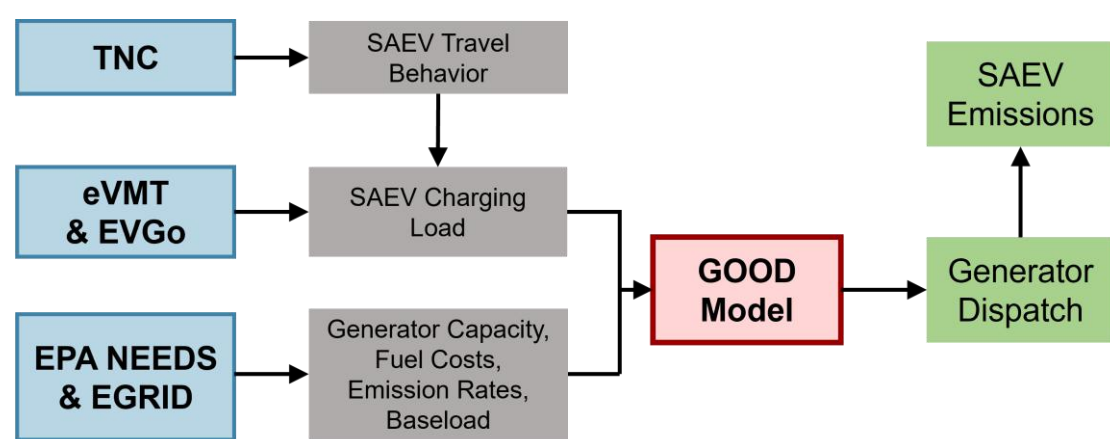 TNC
SAEV Travel
Behavior
SAEV
Emissions
eVMT
& EVGo
SAEV Charging
Load
GOOD
Model
Generator
Dispatch
EPA NEEDS
& EGRID
Generator Capacity,
Fuel Costs,
Emission Rates,
Baseload